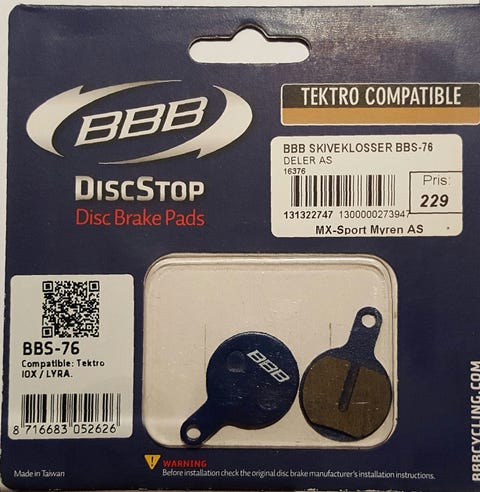 BBB
DISCSTOP
Disc Brake Pads
TEKTRO COMPATIBLE
BBB SKIVEKLOSSER BBS-76
DELER AS
16376
Pris:
229
131322747 1300000273947
MX-Sport Myren AS
BBS-76
Compatible: Tektro
IOX / LYRA.
8 716683 052626
BBB
Made in Taiwan
WARNING
Before installation check the original disc brake manufacturer's installation instructions.
BBBCYCLING.COM